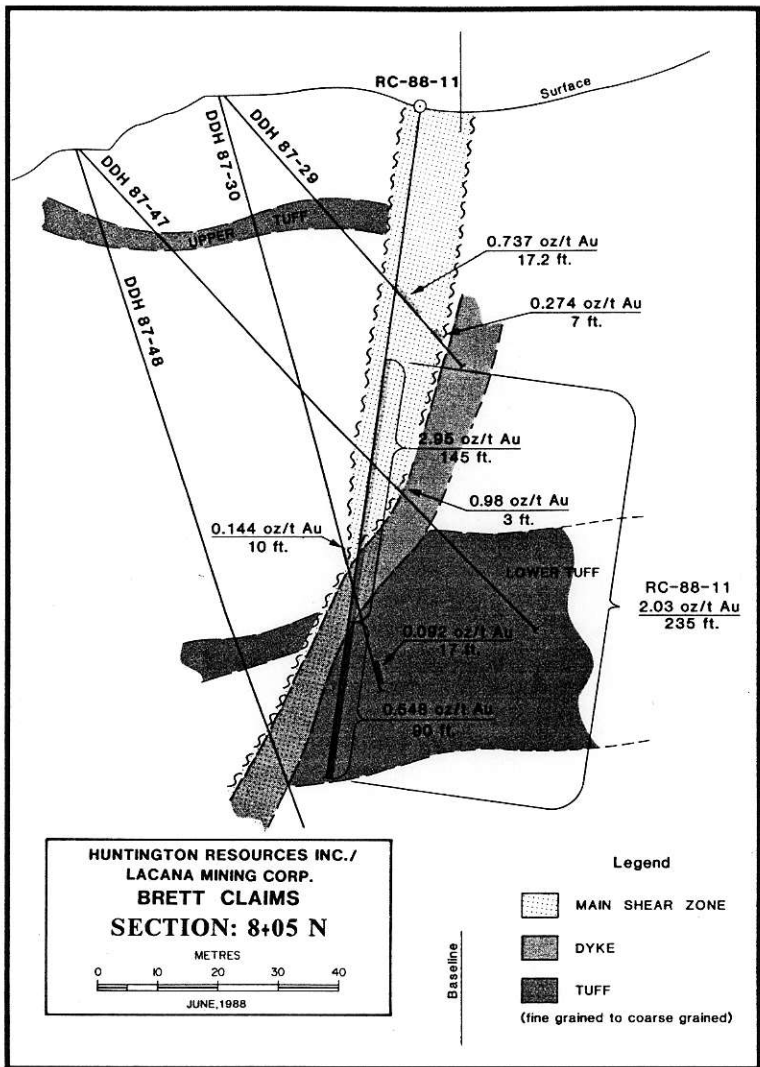 RC-88-11
Surface
DDH 87-29
DDH 87-30
DDH 87-47
DDH 87-48
UPPER TUFF
0.737 oz/t Au
17.2 ft.
0.274 oz/t Au
7 ft.
2.95 oz/t Au
145 ft.
0.98 oz/t Au
3 ft.
0.144 oz/t Au
10 ft.
LOWER TUFF
RC-88-11
2.03 oz/t Au
235 ft.
0.092 oz/t Au
17 ft.
0.548 oz/t Au
90 ft.
HUNTINGTON RESOURCES INC./
LACANA MINING CORP.
BRETT CLAIMS
SECTION: 8+05 N
METRES
0 10 20 30 40
JUNE, 1988
Baseline
Legend
MAIN SHEAR ZONE
DYKE
TUFF
(fine grained to coarse grained)